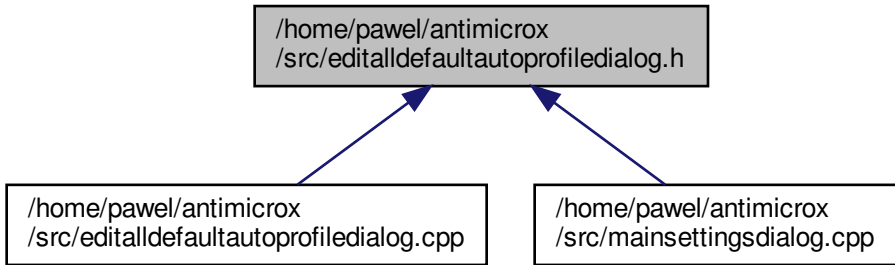 /home/pawel/antimicrox
/src/editalldefaultautoprofiledialog.h
/home/pawel/antimicrox
/src/editalldefaultautoprofiledialog.cpp
/home/pawel/antimicrox
/src/mainsettingsdialog.cpp